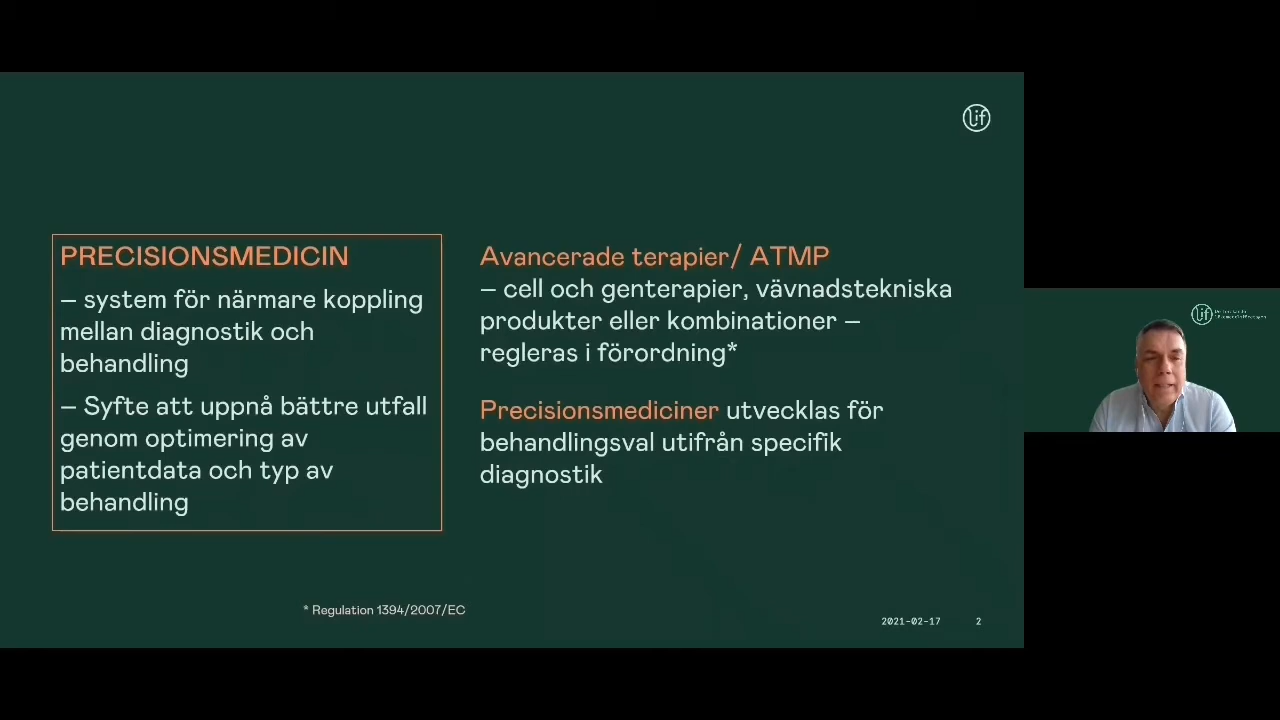 Lif
PRECISIONSMEDICIN
– system för närmare koppling
mellan diagnostik och
behandling
– Syfte att uppnå bättre utfall
genom optimering av
patientdata och typ av
behandling
Avancerade terapier/ ATMP
– cell och genterapier, vävnadstekniska
produkter eller kombinationer –
regleras i förordning*
Precisionsmediciner utvecklas för
behandlingsval utifrån specifik
diagnostik
* Regulation 1394/2007/EC
2021-02-17
2
Lif